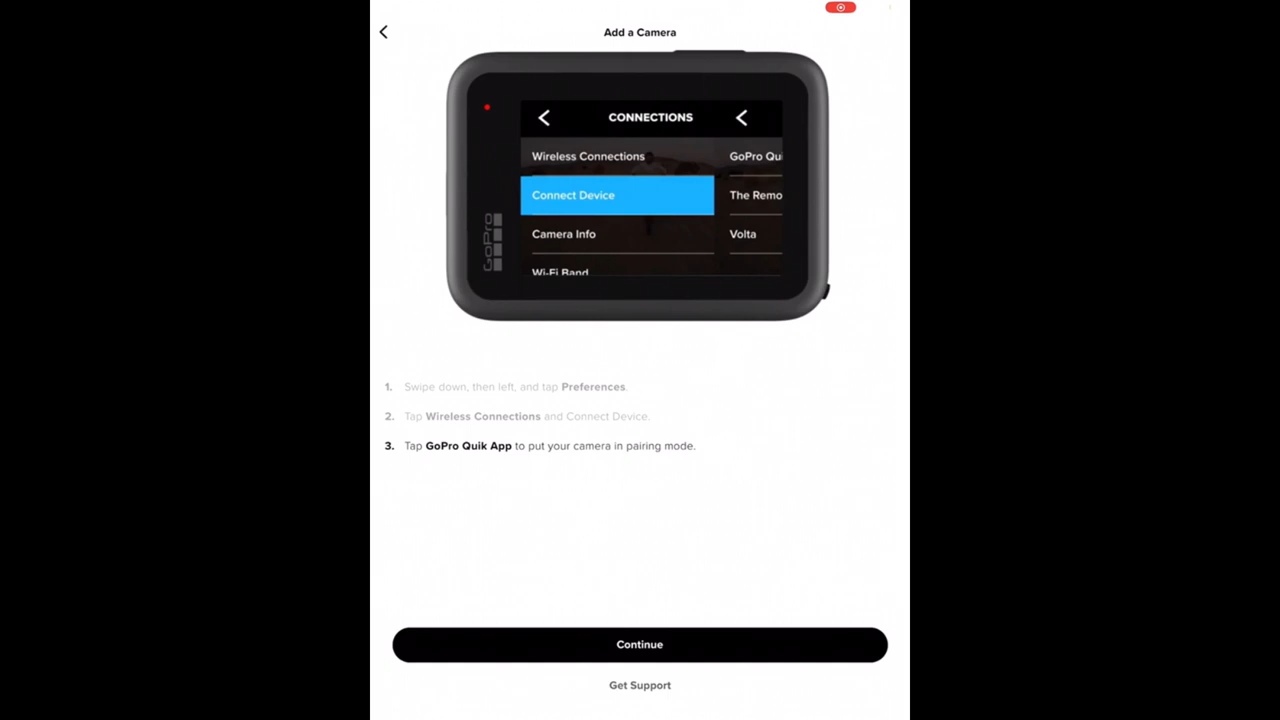 Add a Camera
CONNECTIONS
Wireless Connections
GoPro Qui
Connect Device
The Remo
Camera Info
Volta
Wi-Fi Band
GoPro
1. Swipe down, then left, and tap Preferences.
2. Tap Wireless Connections and Connect Device.
3. Tap GoPro Quik App to put your camera in pairing mode.
Continue
Get Support